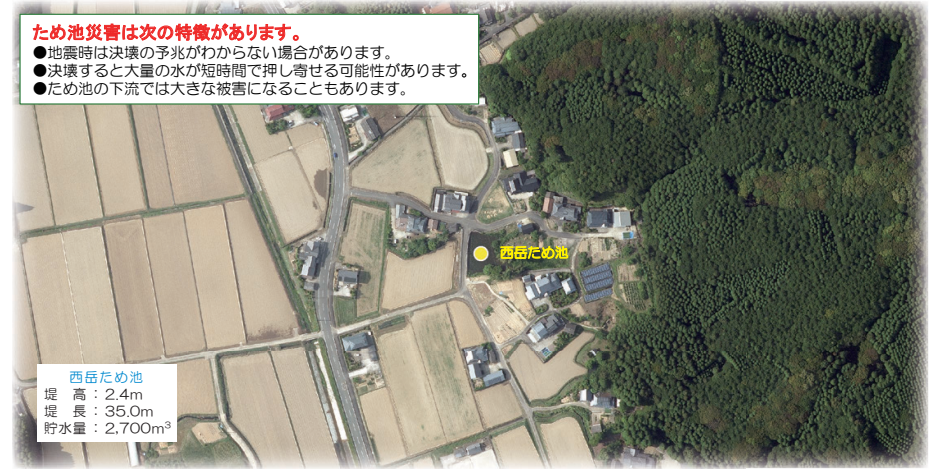 ため池災害は次の特徴があります。
●地震時は決壊の予兆がわからない場合があります。
●決壊すると大量の水が短時間で押し寄せる可能性があります。
●ため池の下流では大きな被害になることもあります。
西岳ため池
西岳ため池
堤　高：2.4m
堤　長：35.0m
貯水量：2,700m³